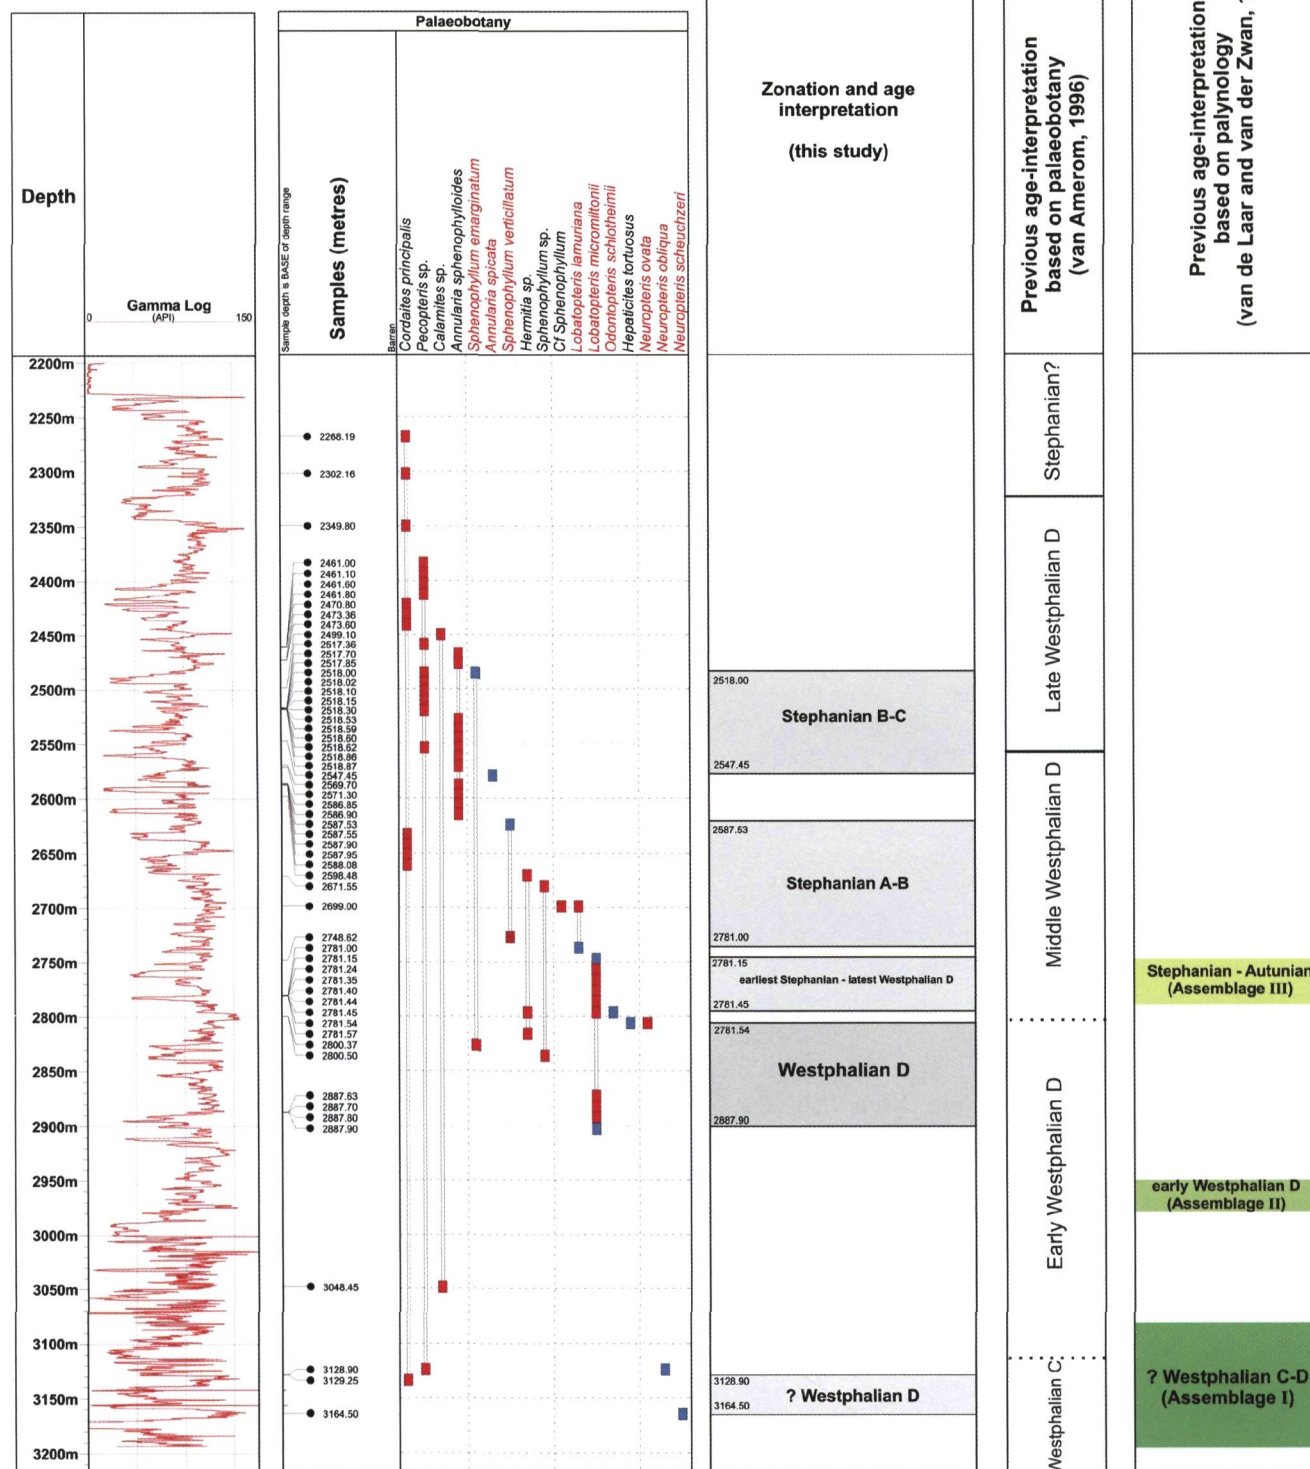 Palaeobotany
Depth
Gamma Log
0 (API) 150
Sample depth is BASE of depth range
Samples (metres)
Barren
Cordaites principalis
Pecopteris sp.
Calamites sp.
Annularia sphenophylloides
Sphenophyllum emarginatum
Annularia spicata
Sphenophyllum verticillatum
Hermitia sp.
Sphenophyllum sp.
Cf Sphenophyllum
Lobatopteris lamuriana
Lobatopteris micromiltonii
Odontopteris schlotheimii
Hepaticites tortuosus
Neuropteris ovata
Neuropteris obliqua
Neuropteris scheuchzeri
Zonation and age
interpretation
(this study)
Previous age-interpretation
based on palaeobotany
(van Amerom, 1996)
Previous age-interpretation
based on palynology
(van de Laar and van der Zwan,
2200m
2250m
2300m
2350m
2400m
2450m
2500m
2550m
2600m
2650m
2700m
2750m
2800m
2850m
2900m
2950m
3000m
3050m
3100m
3150m
3200m
2268.19
2302.16
2349.80
2461.00
2461.10
2461.60
2461.80
2470.80
2473.36
2473.60
2499.10
2517.36
2517.70
2517.85
2518.00
2518.02
2518.10
2518.15
2518.30
2518.53
2518.59
2518.60
2518.62
2518.86
2518.87
2547.45
2569.70
2571.30
2586.85
2586.90
2587.53
2587.55
2587.90
2587.95
2588.08
2598.48
2671.55
2699.00
2748.62
2781.00
2781.15
2781.24
2781.35
2781.40
2781.44
2781.45
2781.54
2781.57
2800.37
2800.50
2887.63
2887.70
2887.80
2887.90
3048.45
3128.90
3129.25
3164.50
2518.00
Stephanian B-C
2547.45
2587.53
Stephanian A-B
2781.00
2781.15
earliest Stephanian - latest Westphalian D
2781.45
2781.54
Westphalian D
2887.90
3128.90
? Westphalian D
3164.50
Stephanian?
Late Westphalian D
Middle Westphalian D
Early Westphalian D
Westphalian C
Stephanian - Autunian
(Assemblage III)
early Westphalian D
(Assemblage II)
? Westphalian C-D
(Assemblage I)